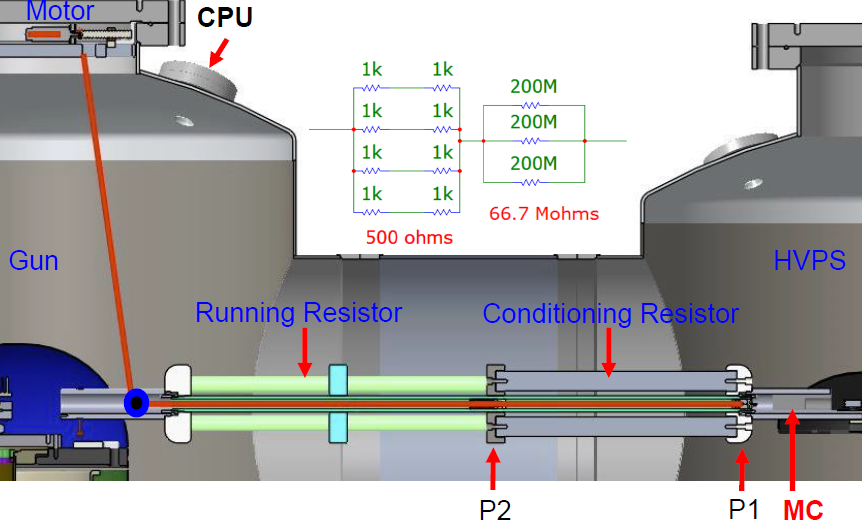 Motor
CPU
1k 1k
1k 1k
1k 1k
1k 1k
500 ohms
200M
200M
200M
66.7 Mohms
Gun
HVPS
Running Resistor
Conditioning Resistor
P2
P1
MC